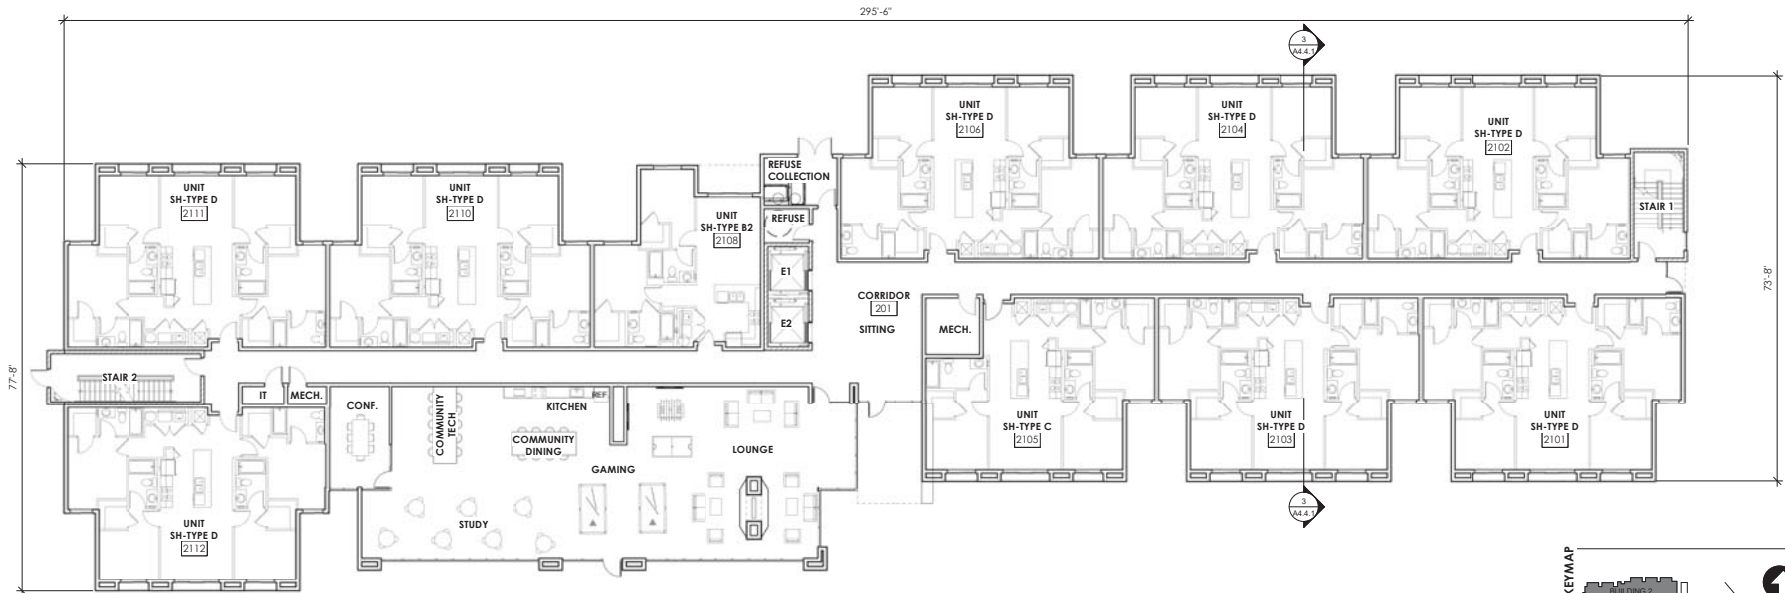 295'-6"
3
A4.4.1
UNIT
SH-TYPE D
2106
UNIT
SH-TYPE D
2104
UNIT
SH-TYPE D
2102
REFUSE
COLLECTION
UNIT
SH-TYPE D
2111
UNIT
SH-TYPE D
2110
UNIT
SH-TYPE B2
2108
REFUSE
STAIR 1
E1
E2
CORRIDOR
201
SITTING
MECH.
73'-8"
77'-8"
STAIR 2
IT
MECH.
CONF.
COMMUNITY
TECH
KITCHEN
REF.
COMMUNITY
DINING
GAMING
LOUNGE
STUDY
UNIT
SH-TYPE C
2105
UNIT
SH-TYPE D
2103
UNIT
SH-TYPE D
2101
UNIT
SH-TYPE D
2112
3
A4.4.1
KEYMAP
BUILDING 2